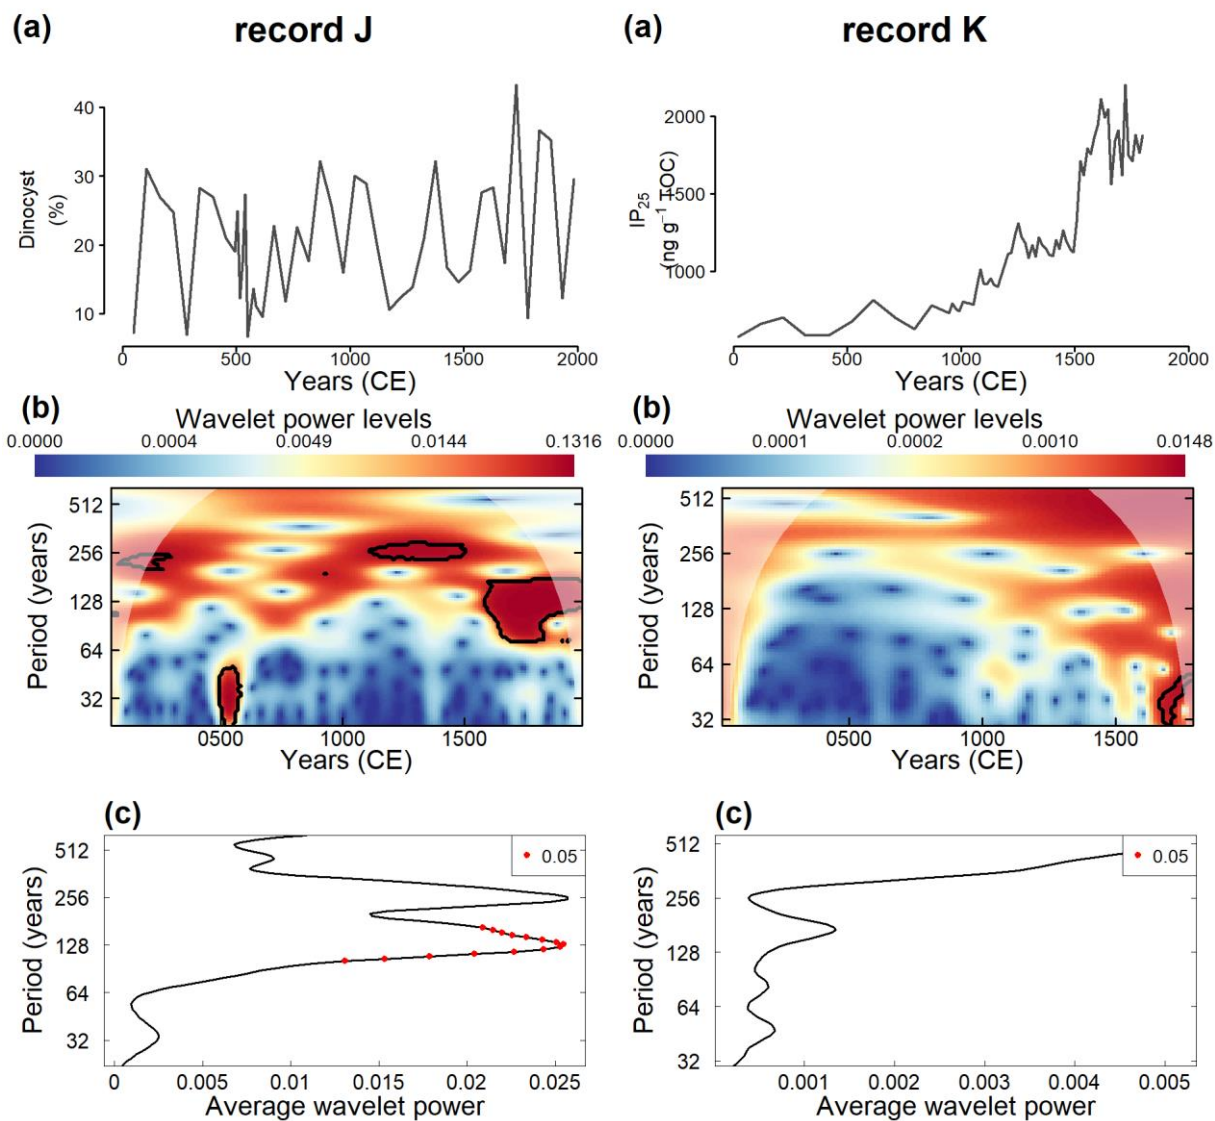 (a) record J
Dinocyst
(%)
40
30
20
10
0 500 1000 1500 2000
Years (CE)
(b)
Wavelet power levels
0.0000 0.0004 0.0049 0.0144 0.1316
Period (years)
512
256
128
64
32
0500 1000 1500
Years (CE)
(c)
Period (years)
512
256
128
64
32
0.05
0 0.005 0.01 0.015 0.02 0.025
Average wavelet power
(a) record K
IP25
(ng g−1 TOC)
2000
1500
1000
0 500 1000 1500 2000
Years (CE)
(b)
Wavelet power levels
0.0000 0.0001 0.0002 0.0010 0.0148
Period (years)
512
256
128
64
32
0500 1000 1500
Years (CE)
(c)
Period (years)
512
256
128
64
32
0.05
0.001 0.002 0.003 0.004 0.005
Average wavelet power